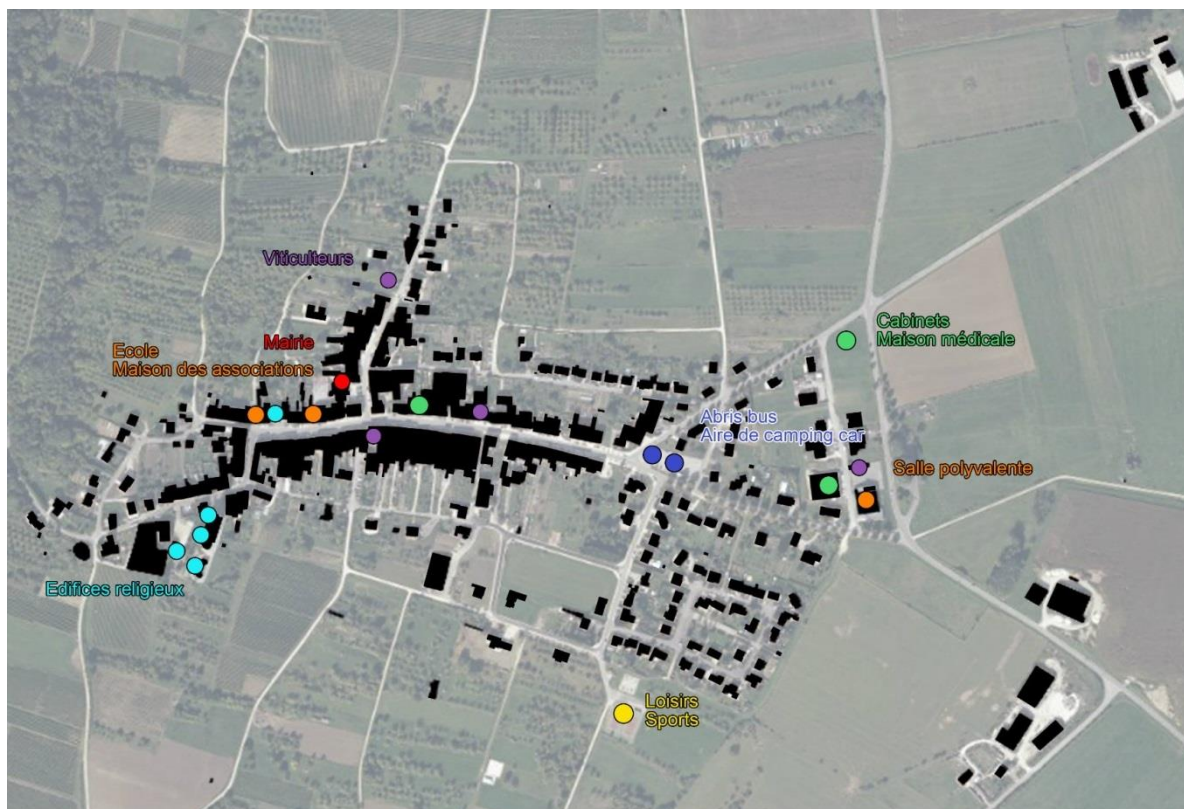 Viticulteurs
Mairie
Ecole
Maison des associations
Cabinets
Maison médicale
Abris bus
Aire de camping car
Salle polyvalente
Edifices religieux
Loisirs
Sports